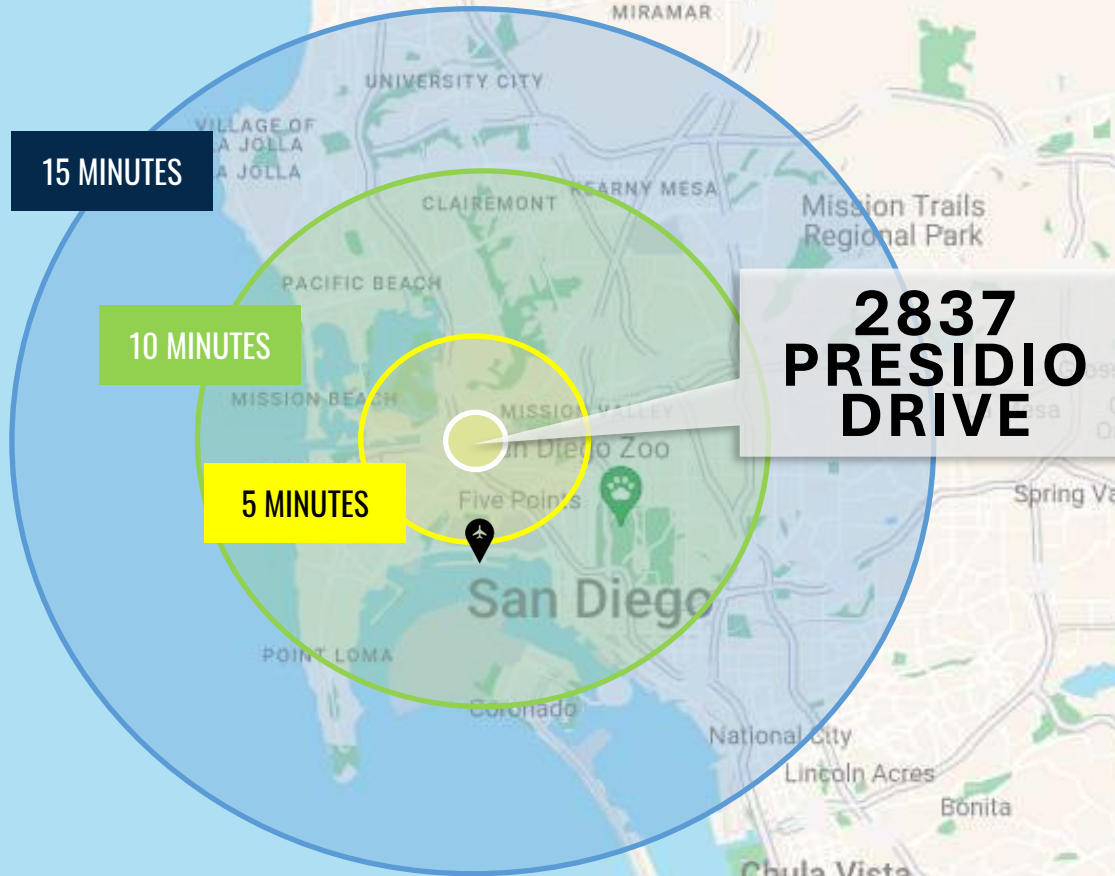 MIRAMAR
UNIVERSITY CITY
VILLAGE OF
A JOLLA
A JOLLA
15 MINUTES
CLAIREMONT
KEARNY MESA
Mission Trails
Regional Park
PACIFIC BEACH
10 MINUTES
2837
PRESIDIO
DRIVE
MISSION BEACH
MISSION VALLEY
San Diego Zoo
5 MINUTES
Five Points
Spring Va
San Diego
POINT LOMA
Coronado
National City
Lincoln Acres
Bonita
Chula Vista